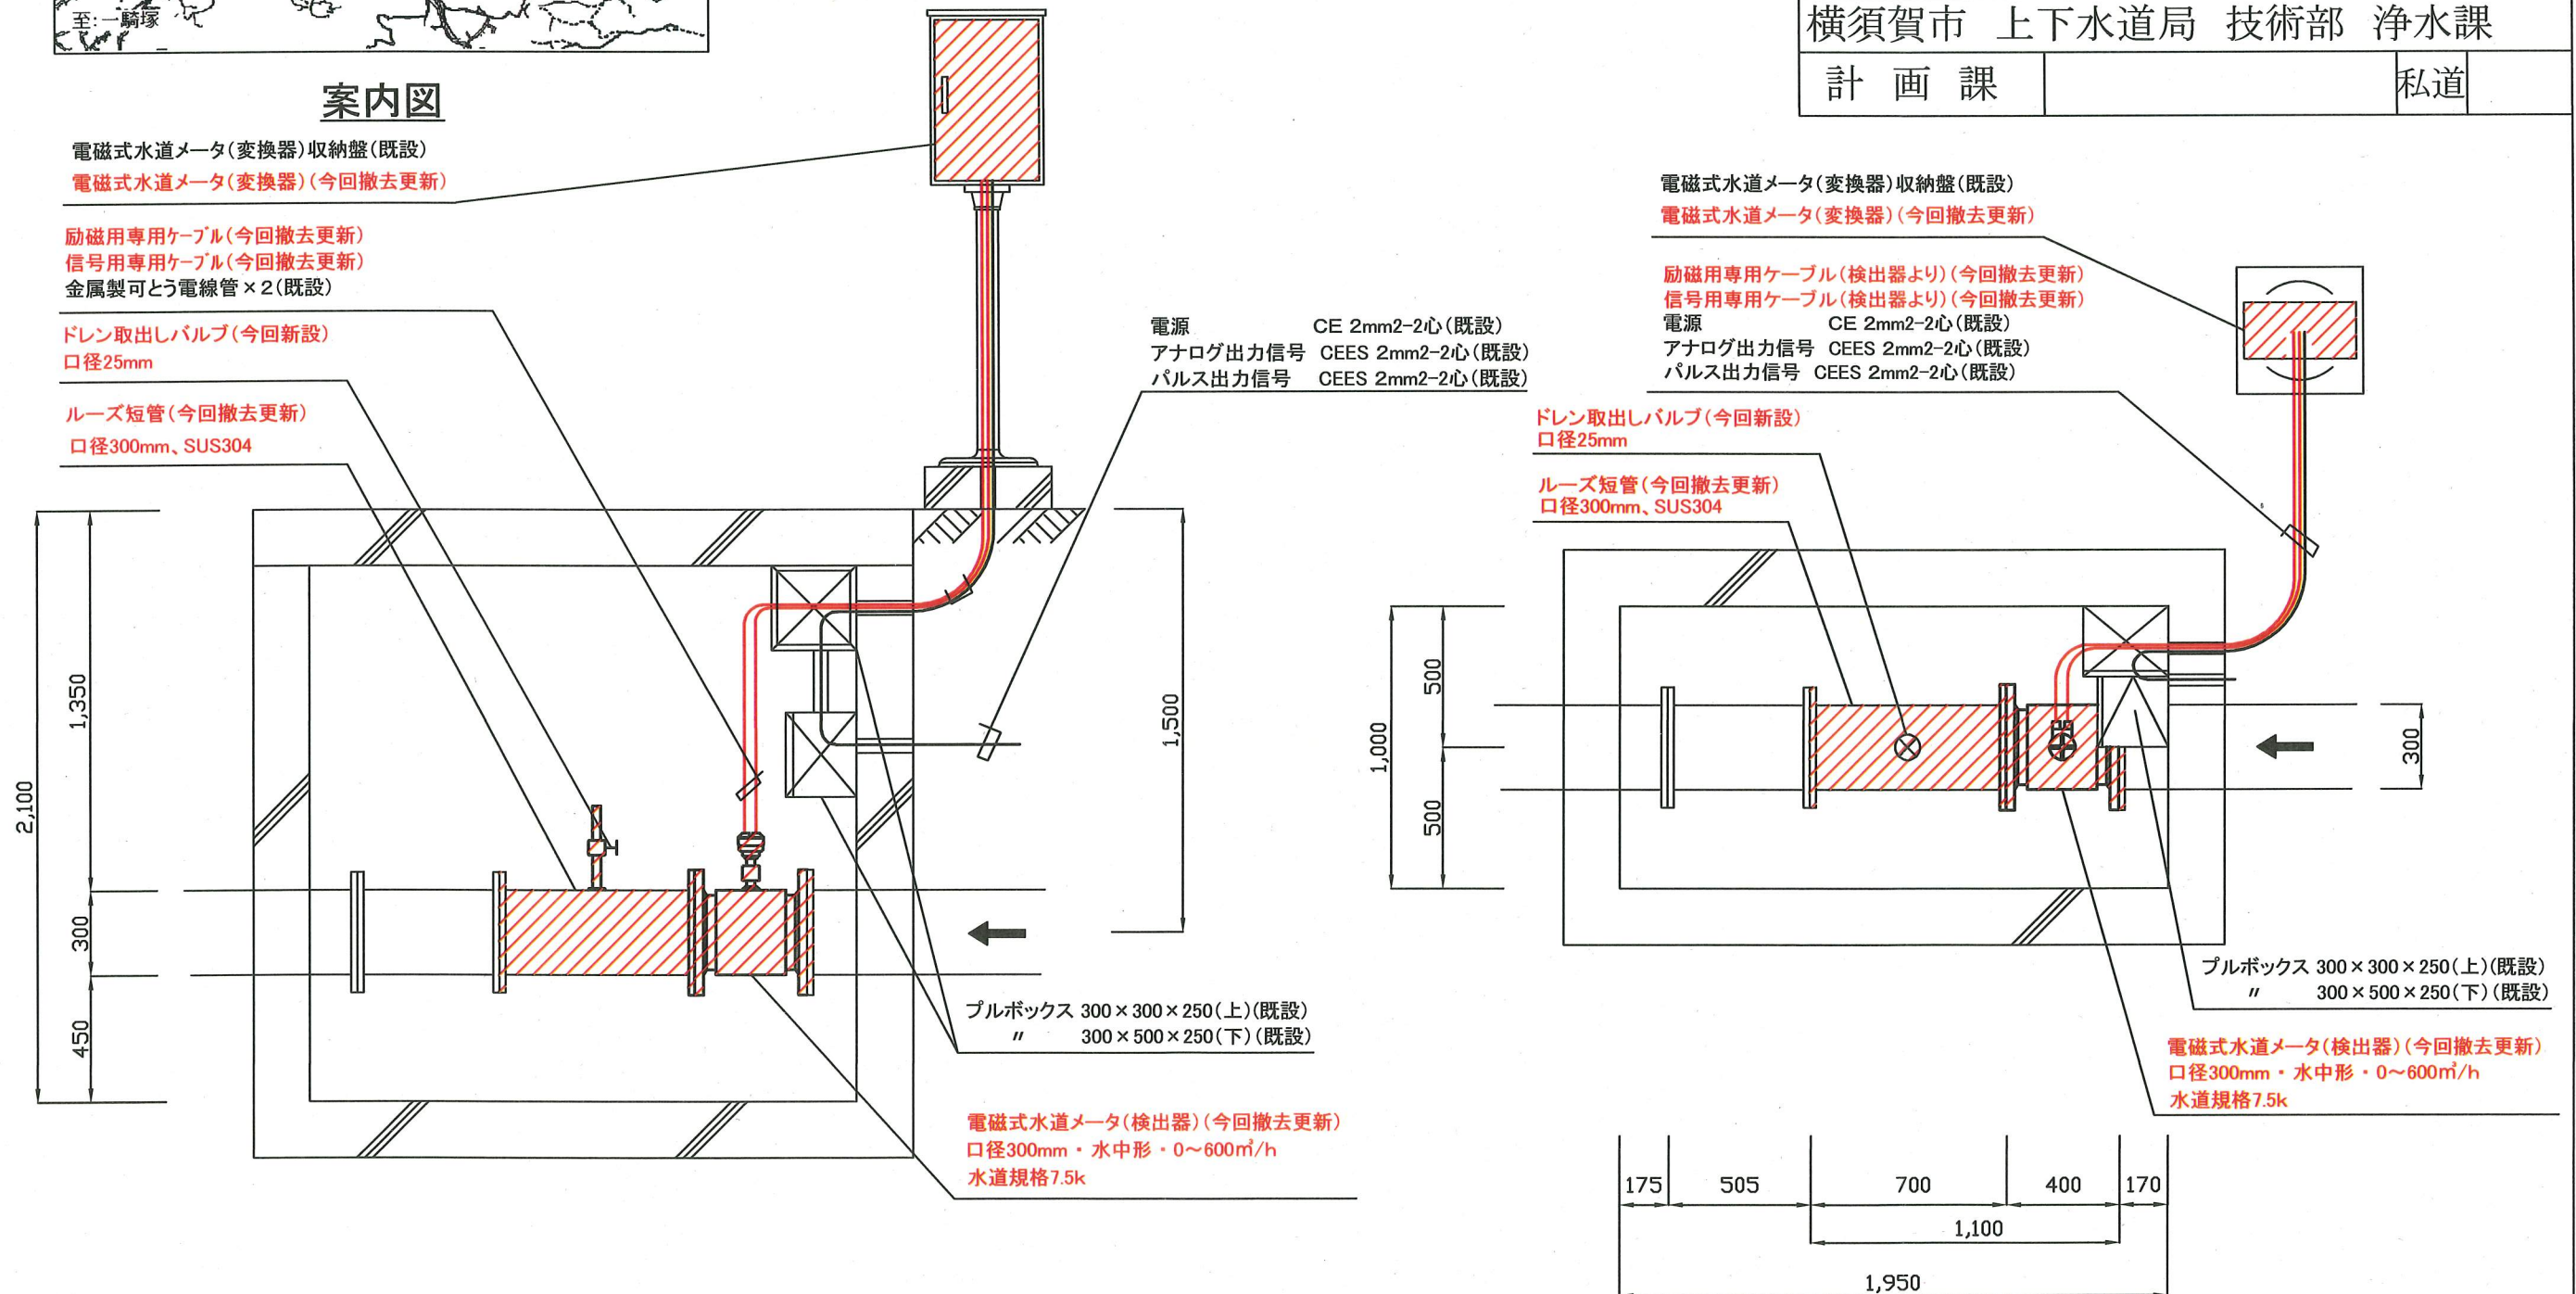 至:一騎塚
案内図
横須賀市 上下水道局 技術部 浄水課
計 画 課
私道
電磁式水道メータ(変換器)収納盤(既設)
電磁式水道メータ(変換器)(今回撤去更新)
励磁用専用ケーブル(今回撤去更新)
信号用専用ケーブル(今回撤去更新)
金属製可とう電線管×2(既設)
ドレン取出しバルブ(今回新設)
口径25mm
ルーズ短管(今回撤去更新)
口径300mm、SUS304
電源 CE 2mm2-2心(既設)
アナログ出力信号 CEES 2mm2-2心(既設)
パルス出力信号 CEES 2mm2-2心(既設)
2,100
1,350
300
450
1,500
プルボックス 300×300×250(上)(既設)
〃 300×500×250(下)(既設)
電磁式水道メータ(検出器)(今回撤去更新)
口径300mm・水中形・0~600㎥/h
水道規格7.5k
電磁式水道メータ(変換器)収納盤(既設)
電磁式水道メータ(変換器)(今回撤去更新)
励磁用専用ケーブル(検出器より)(今回撤去更新)
信号用専用ケーブル(検出器より)(今回撤去更新)
電源 CE 2mm2-2心(既設)
アナログ出力信号 CEES 2mm2-2心(既設)
パルス出力信号 CEES 2mm2-2心(既設)
ドレン取出しバルブ(今回新設)
口径25mm
ルーズ短管(今回撤去更新)
口径300mm、SUS304
1,000
500
500
300
プルボックス 300×300×250(上)(既設)
〃 300×500×250(下)(既設)
電磁式水道メータ(検出器)(今回撤去更新)
口径300mm・水中形・0~600㎥/h
水道規格7.5k
175 505 700 400 170
1,100
1,950